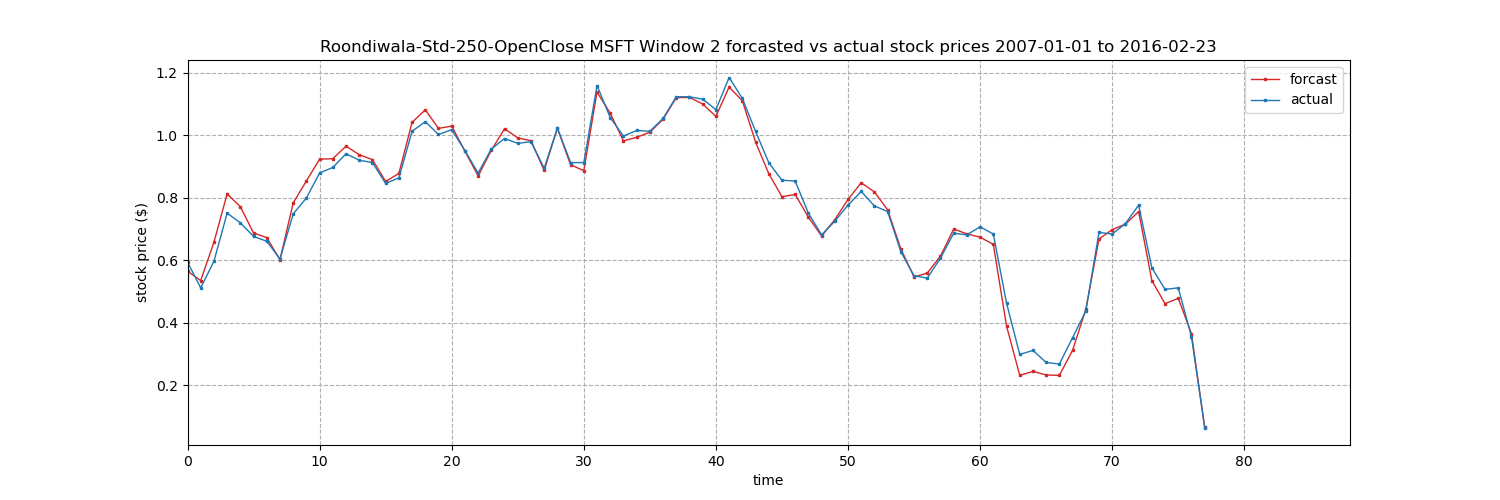 Roondiwala-Std-250-OpenClose MSFT Window 2 forcasted vs actual stock prices 2007-01-01 to 2016-02-23
forcast
actual
stock price ($)
1.2
1.0
0.8
0.6
0.4
0.2
0 10 20 30 40 50 60 70 80
time